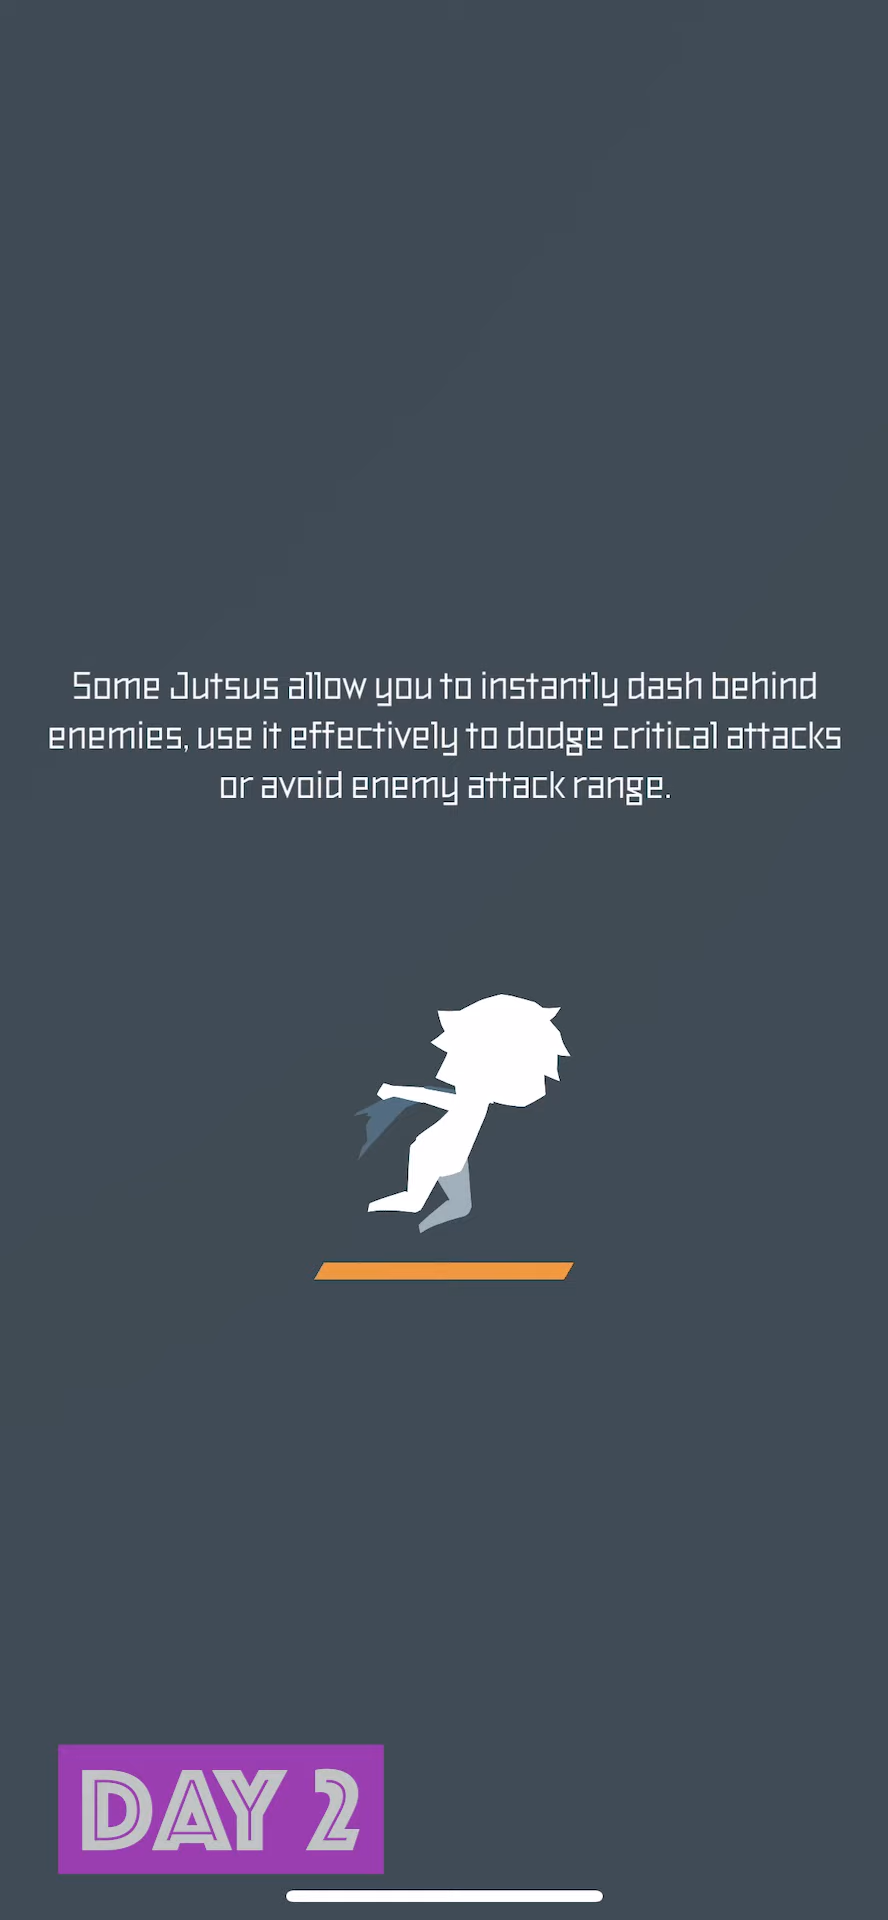 Some Jutsus allow you to instantly dash behind
enemies, use it effectively to dodge critical attacks
or avoid enemy attack range.
DAY 2